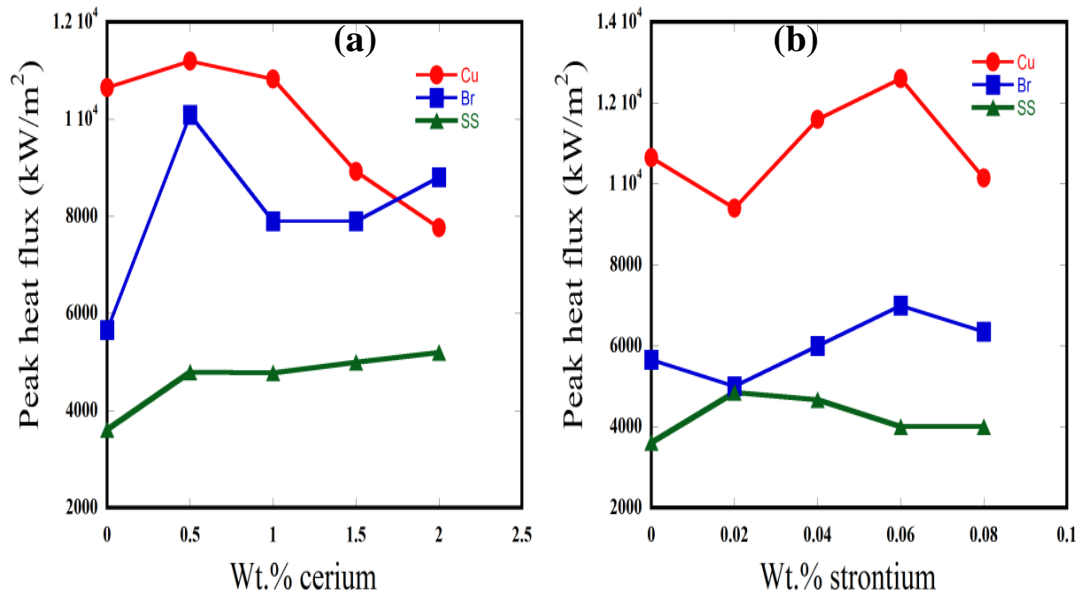 (a)
Peak heat flux (kW/m²)
1.2 10⁴
1 10⁴
8000
6000
4000
2000
Cu
Br
SS
0 0.5 1 1.5 2 2.5
Wt.% cerium
(b)
Peak heat flux (kW/m²)
1.4 10⁴
1.2 10⁴
1 10⁴
8000
6000
4000
2000
Cu
Br
SS
0 0.02 0.04 0.06 0.08 0.1
Wt.% strontium